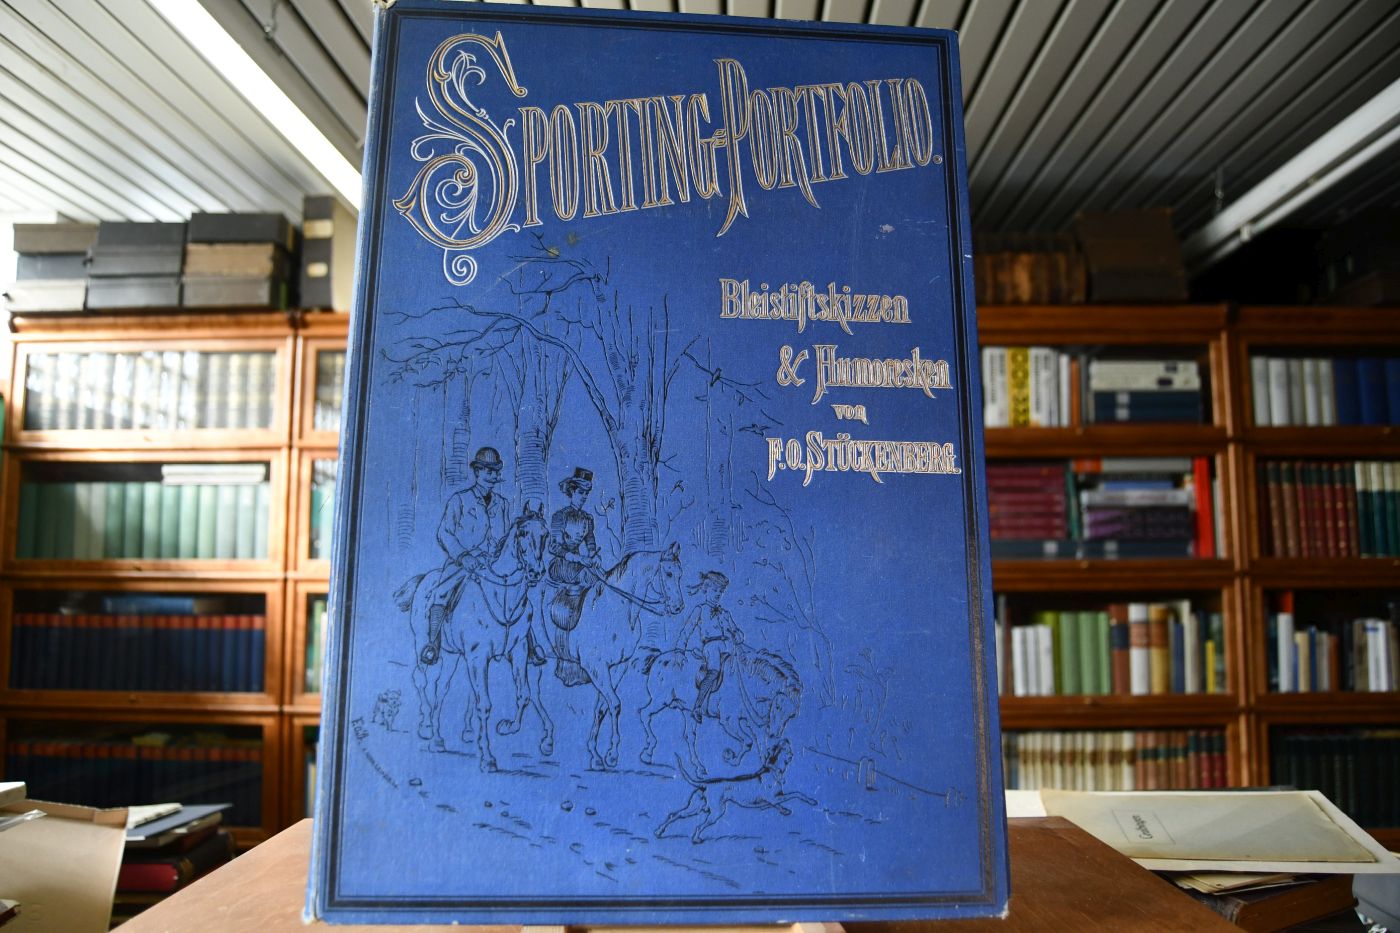 SPORTING-PORTFOLIO.
Bleistiftskizzen
& Humoresken
von
F. O. STÜCKENBERG.